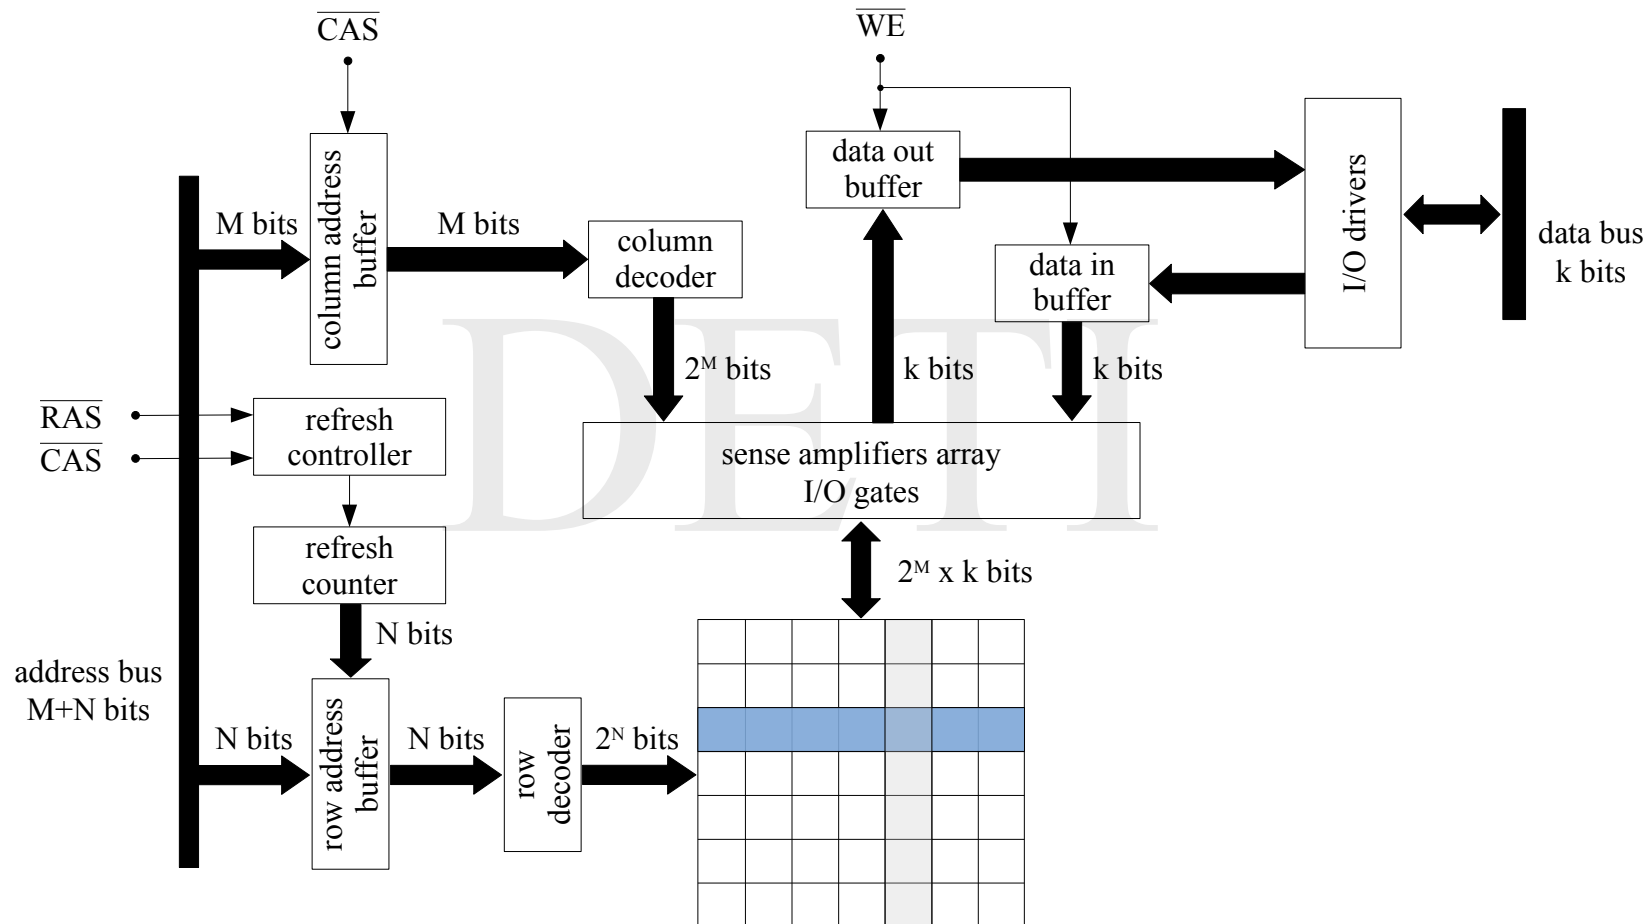 CAS
WE
column address
buffer
M bits
M bits
column
decoder
2ᴹ bits
data out
buffer
data in
buffer
k bits
k bits
I/O drivers
data bus
k bits
RAS
CAS
refresh
controller
sense amplifiers array
I/O gates
DETI
refresh
counter
N bits
2ᴹ x k bits
address bus
M+N bits
N bits
row address
buffer
N bits
row
decoder
2ᴺ bits